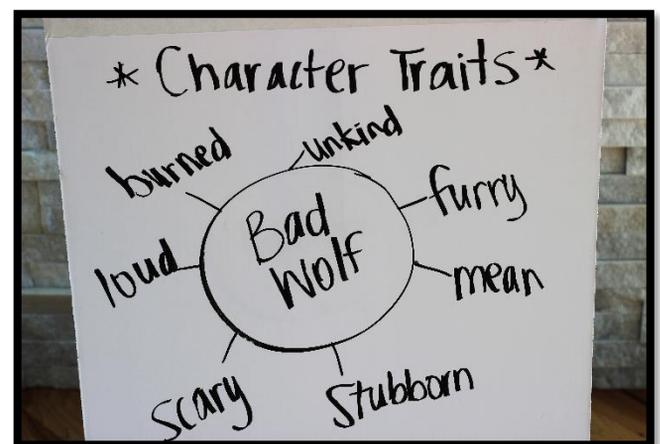 * Character Traits *
unkind
burned
furry
Bad
Wolf
loud
mean
scary
Stubborn